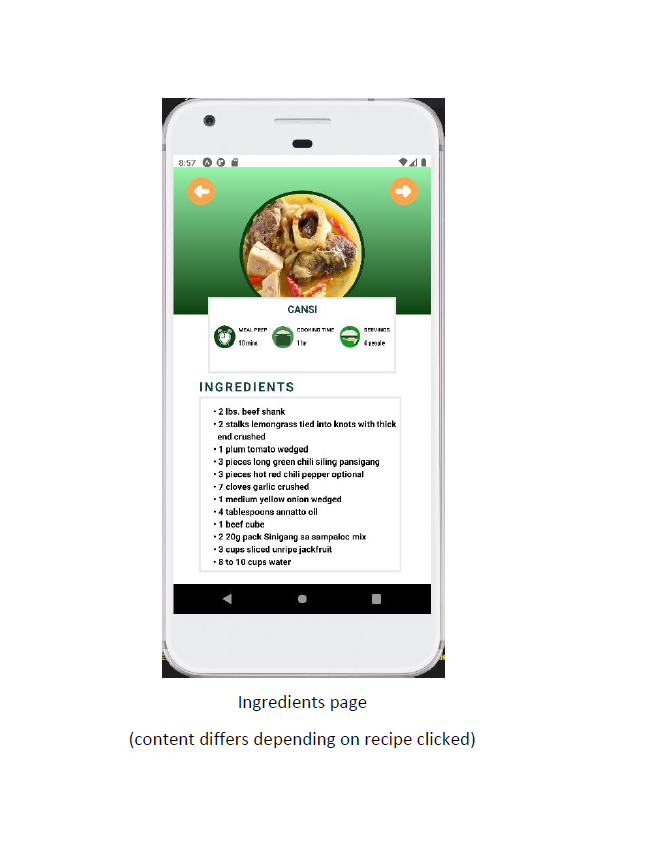 8:57
CANSI
MEAL PREP
10 mins
COOKING TIME
1 hr
SERVINGS
4 people
INGREDIENTS
• 2 lbs. beef shank
• 2 stalks lemongrass tied into knots with thick
end crushed
• 1 plum tomato wedged
• 3 pieces long green chili siling pansigang
• 3 pieces hot red chili pepper optional
• 7 cloves garlic crushed
• 1 medium yellow onion wedged
• 4 tablespoons annatto oil
• 1 beef cube
• 2 20g pack Sinigang sa sampaloc mix
• 3 cups sliced unripe jackfruit
• 8 to 10 cups water
Ingredients page
(content differs depending on recipe clicked)